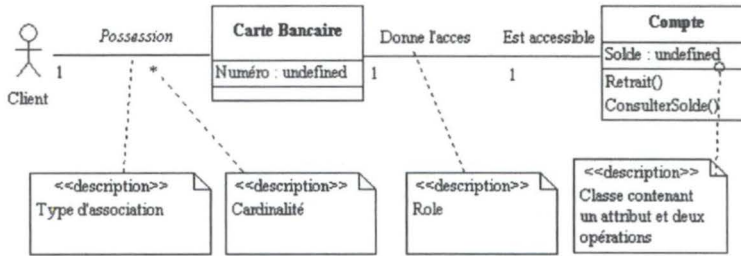 Possession
Carte Bancaire
Donne l'acces
Est accessible
Compte
Numéro : undefined
Solde : undefined
1
*
1
1
Retrait()
ConsulterSolde()
Client
<<description>>
Type d'association
<<description>>
Cardinalité
<<description>>
Role
<<description>>
Classe contenant
un attribut et deux
opérations